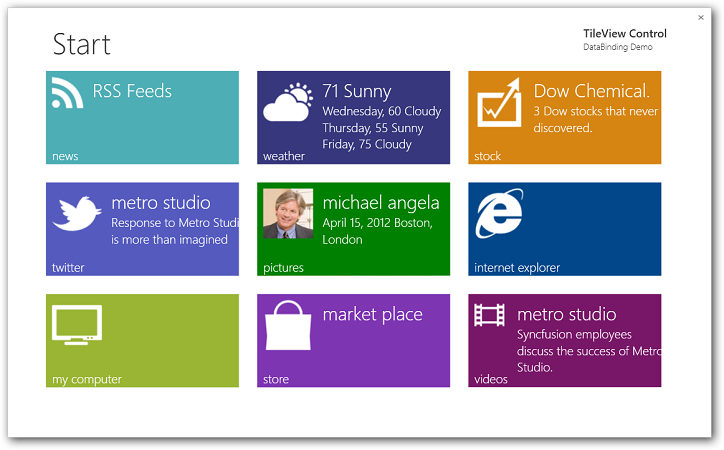 Start
TileView Control
DataBinding Demo
RSS Feeds
news
71 Sunny
Wednesday, 60 Cloudy
Thursday, 55 Sunny
Friday, 75 Cloudy
weather
Dow Chemical.
3 Dow stocks that never
discovered.
stock
metro studio
Response to Metro Studi
is more than imagined
twitter
michael angela
April 15, 2012 Boston,
London
pictures
internet explorer
my computer
market place
store
metro studio
Syncfusion employees
discuss the success of Metro
Studio.
videos